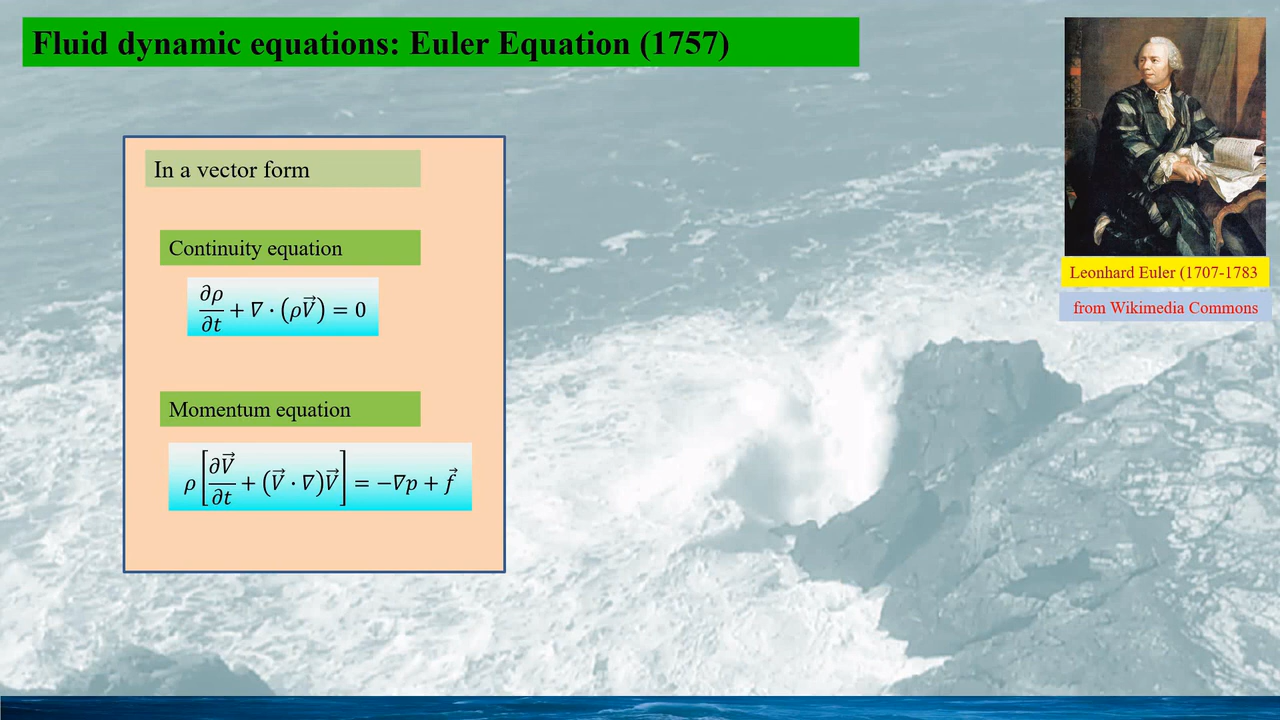 Fluid dynamic equations: Euler Equation (1757)
In a vector form
Continuity equation
∂ρ/∂t + ∇ · (ρV⃗) = 0
Momentum equation
ρ[∂V⃗/∂t + (V⃗ · ∇)V⃗] = −∇p + f⃗
Leonhard Euler (1707-1783
from Wikimedia Commons